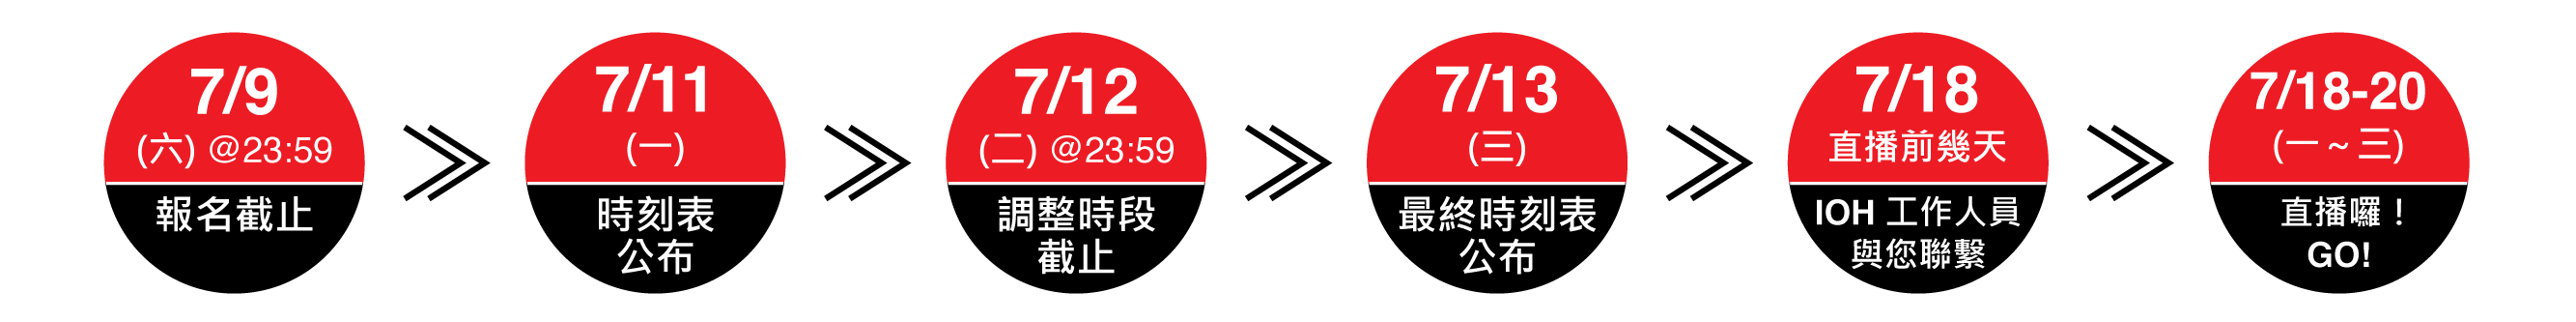 7/9
(六) @23:59
報名截止
7/11
(一)
時刻表
公布
7/12
(二) @23:59
調整時段
截止
7/13
(三)
最終時刻表
公布
7/18
直播前幾天
IOH 工作人員
與您聯繫
7/18-20
(一 ~ 三)
直播囉！
GO!